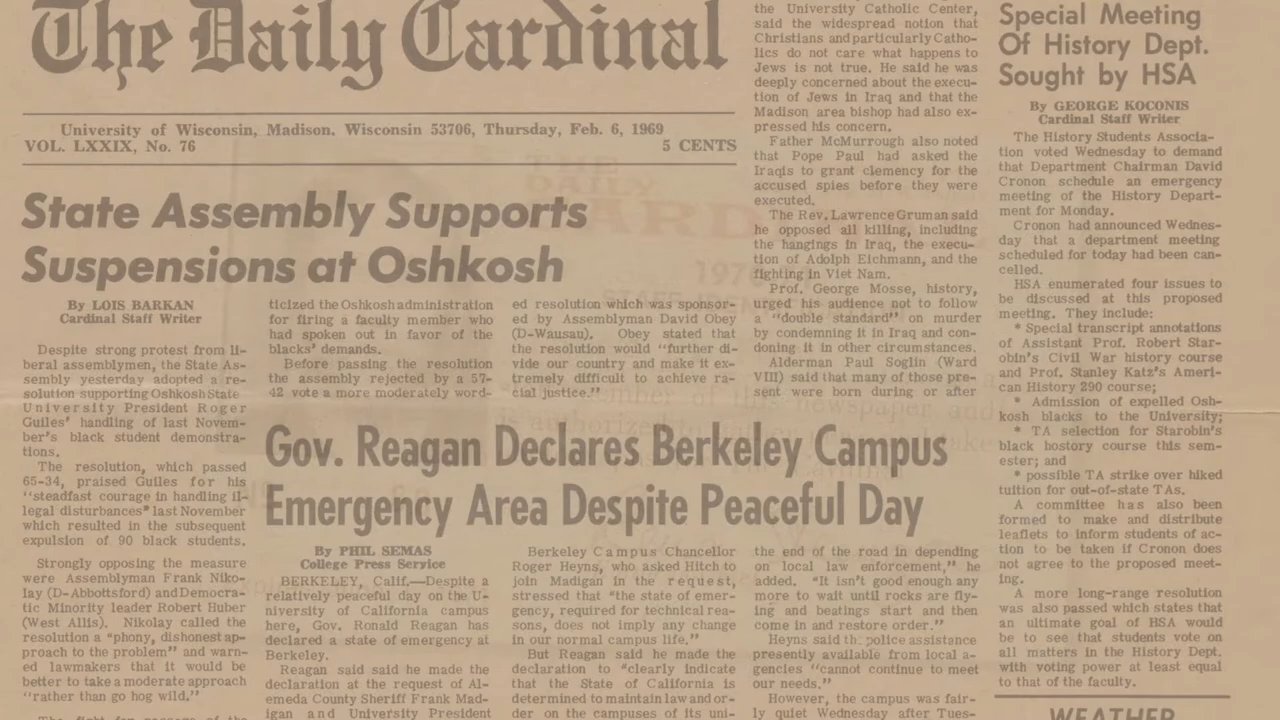 The Daily Cardinal
University of Wisconsin, Madison, Wisconsin 53706, Thursday, Feb. 6, 1969
VOL. LXXIX, No. 76 5 CENTS
State Assembly Supports
Suspensions at Oshkosh
By LOIS BARKAN
Cardinal Staff Writer
Despite strong protest from li-
beral assemblymen, the State As-
sembly yesterday adopted a re-
solution supporting Oshkosh State
University President Roger
Guiles' handling of last Novem-
ber's black student demonstra-
tions.
The resolution, which passed
65-34, praised Guiles for his
"steadfast courage in handling il-
legal disturbances" last November
which resulted in the subsequent
expulsion of 90 black students.
Strongly opposing the measure
were Assemblyman Frank Niko-
lay (D-Abbottsford) and Democra-
tic Minority leader Robert Huber
(West Allis). Nikolay called the
resolution a "phony, dishonest ap-
proach to the problem" and warn-
ed lawmakers that it would be
better to take a moderate approach
"rather than go hog wild."
ticized the Oshkosh administration
for firing a faculty member who
had spoken out in favor of the
blacks' demands.
Before passing the resolution
the assembly rejected by a 57-
42 vote a more moderately word-
ed resolution which was sponsor-
ed by Assemblyman David Obey
(D-Wausau). Obey stated that
the resolution would "further di-
vide our country and make it ex-
tremely difficult to achieve ra-
cial justice."
the University Catholic Center,
said the widespread notion that
Christians and particularly Catho-
lics do not care what happens to
Jews is not true. He said he was
deeply concerned about the execu-
tion of Jews in Iraq and that the
Madison area bishop had also ex-
pressed his concern.
Father McMurrough also noted
that Pope Paul had asked the
Iraqis to grant clemency for the
accused spies before they were
executed.
The Rev. Lawrence Gruman said
he opposed all killing, including
the hangings in Iraq, the execu-
tion of Adolph Eichmann, and the
fighting in Viet Nam.
Prof. George Mosse, history,
urged his audience not to follow
a "double standard" on murder
by condemning it in Iraq and con-
doning it in other circumstances.
Alderman Paul Soglin (Ward
VIII) said that many of those pre-
sent were born during or after
Gov. Reagan Declares Berkeley Campus
Emergency Area Despite Peaceful Day
By PHIL SEMAS
College Press Service
BERKELEY, Calif.—Despite a
relatively peaceful day on the U-
niversity of California campus
here, Gov. Ronald Reagan has
declared a state of emergency at
Berkeley.
Reagan said said he made the
declaration at the request of Al-
emeda County Sheriff Frank Mad-
igan and University President
Berkeley Campus Chancellor
Roger Heyns, who asked Hitch to
join Madigan in the request,
stressed that "the state of emer-
gency, required for technical rea-
sons, does not imply any change
in our normal campus life."
But Reagan said he made the
declaration to "clearly indicate
that the State of California is
determined to maintain law and or-
der on the campuses of its uni-
the end of the road in depending
on local law enforcement," he
added. "It isn't good enough any
more to wait until rocks are fly-
ing and beatings start and then
come in and restore order."
Heyns said the police assistance
presently available from local a-
gencies "cannot continue to meet
our needs."
However, the campus was fair-
ly quiet Wednesday after Tues-
Special Meeting
Of History Dept.
Sought by HSA
By GEORGE KOCONIS
Cardinal Staff Writer
The History Students Associa-
tion voted Wednesday to demand
that Department Chairman David
Cronon schedule an emergency
meeting of the History Depart-
ment for Monday.
Cronon had announced Wednes-
day that a department meeting
scheduled for today had been can-
celled.
HSA enumerated four issues to
be discussed at this proposed
meeting. They include:
* Special transcript annotations
of Assistant Prof. Robert Star-
obin's Civil War history course
and Prof. Stanley Katz's Ameri-
can History 290 course;
* Admission of expelled Osh-
kosh blacks to the University;
* TA selection for Starobin's
black hostory course this sem-
ester; and
* possible TA strike over hiked
tuition for out-of-state TAs.
A committee has also been
formed to make and distribute
leaflets to inform students of ac-
tion to be taken if Cronon does
not agree to the proposed meet-
ing.
A more long-range resolution
was also passed which states that
an ultimate goal of HSA would
be to see that students vote on
all matters in the History Dept.
with voting power at least equal
to that of the faculty.
WEATHER